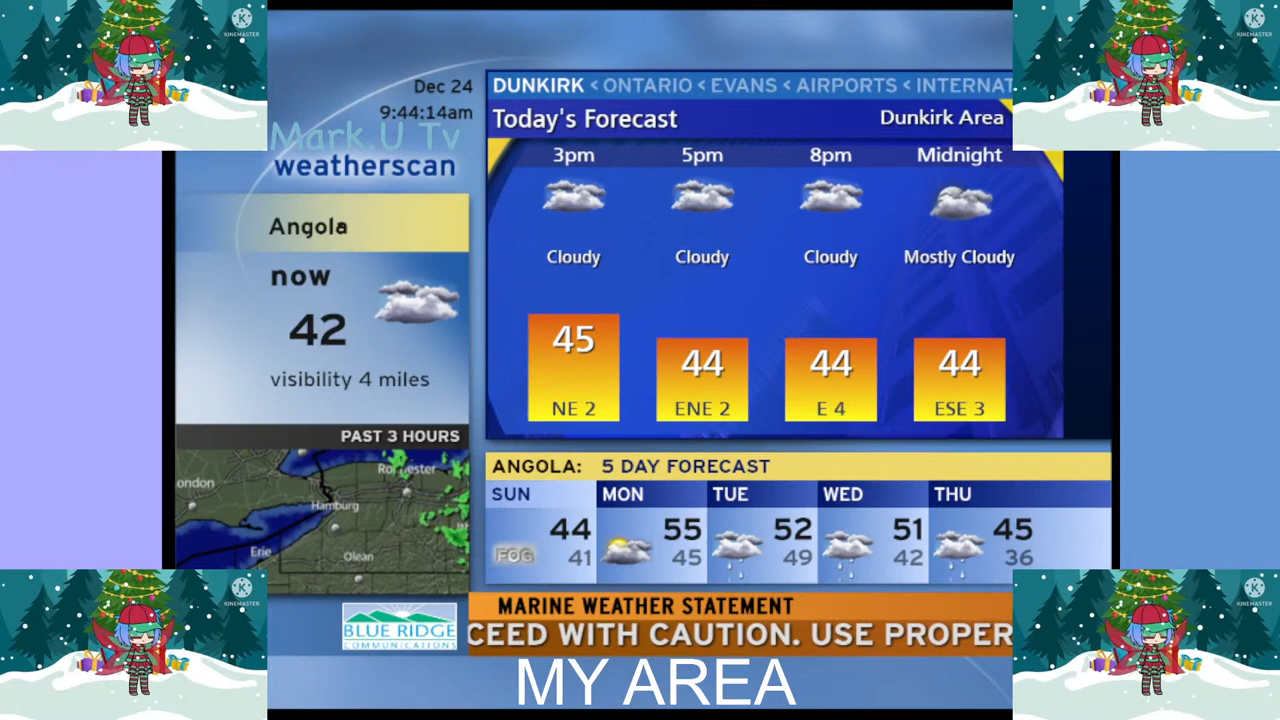 KINEMASTER
KINEMASTER
Dec 24
9:44:14am
Mark.U Tv
weatherscan
DUNKIRK < ONTARIO < EVANS < AIRPORTS < INTERNAT
Today's Forecast Dunkirk Area
3pm 5pm 8pm Midnight
Cloudy Cloudy Cloudy Mostly Cloudy
45 44 44 44
NE 2 ENE 2 E 4 ESE 3
Angola
now
42
visibility 4 miles
PAST 3 HOURS
Rochester
ondon
Hamburg
Erie
Olean
ANGOLA: 5 DAY FORECAST
SUN MON TUE WED THU
44 55 52 51 45
FOG 41 45 49 42 36
MARINE WEATHER STATEMENT
CEED WITH CAUTION. USE PROPER
BLUE RIDGE
COMMUNICATIONS
MY AREA
KINEMASTER
KINEMASTER